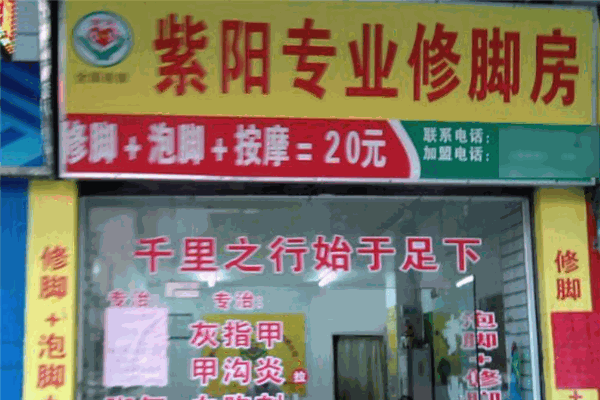 紫阳专业修脚房
修脚+泡脚+按摩=20元
联系电话：
加盟电话：
千里之行始于足下
修脚+泡脚
修脚
专治：
专治：
灰指甲
甲沟炎
泡脚+修脚